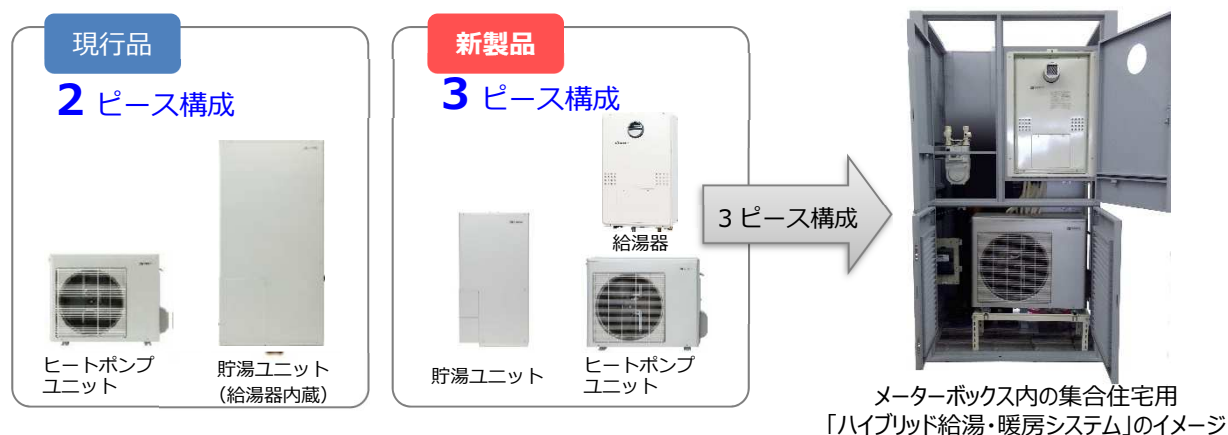 現行品
2 ピース構成
ヒートポンプ
ユニット
貯湯ユニット
(給湯器内蔵)
新製品
3 ピース構成
給湯器
貯湯ユニット
ヒートポンプ
ユニット
3 ピース構成
メーターボックス内の集合住宅用
「ハイブリッド給湯・暖房システム」のイメージ